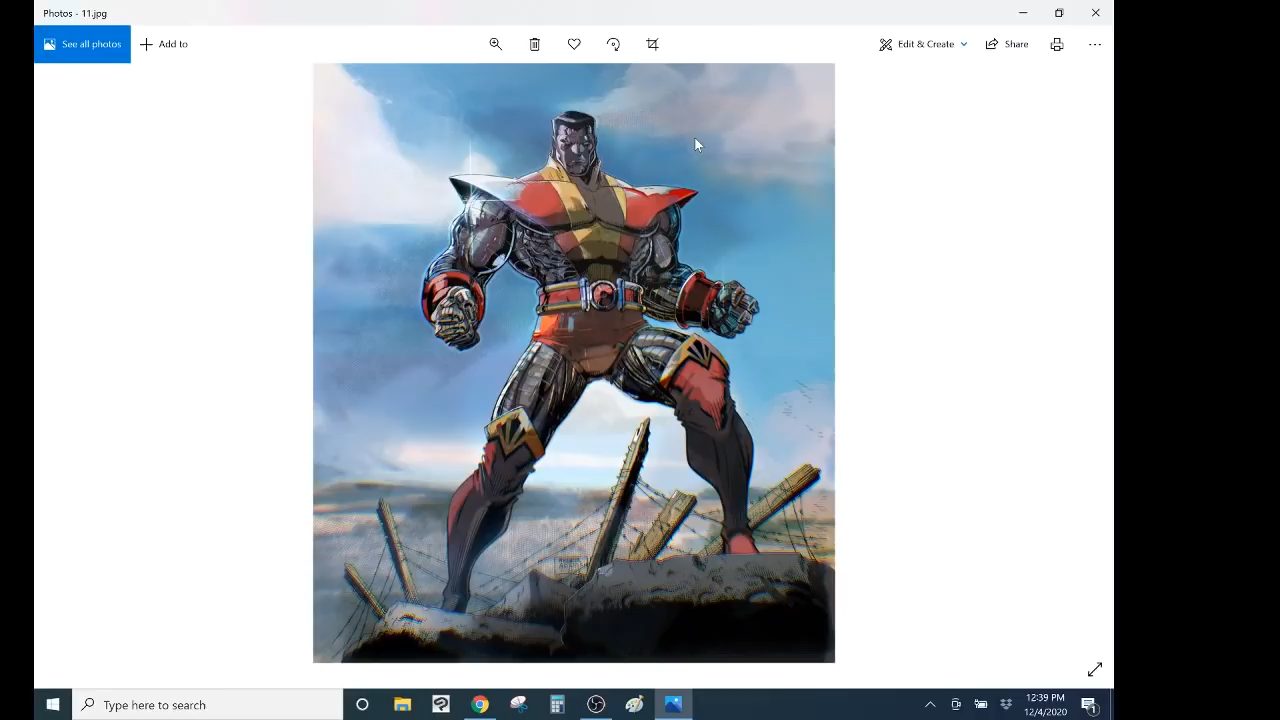 Photos - 11.jpg
See all photos
Add to
Edit & Create
Share
Type here to search
12:39 PM
12/4/2020
1